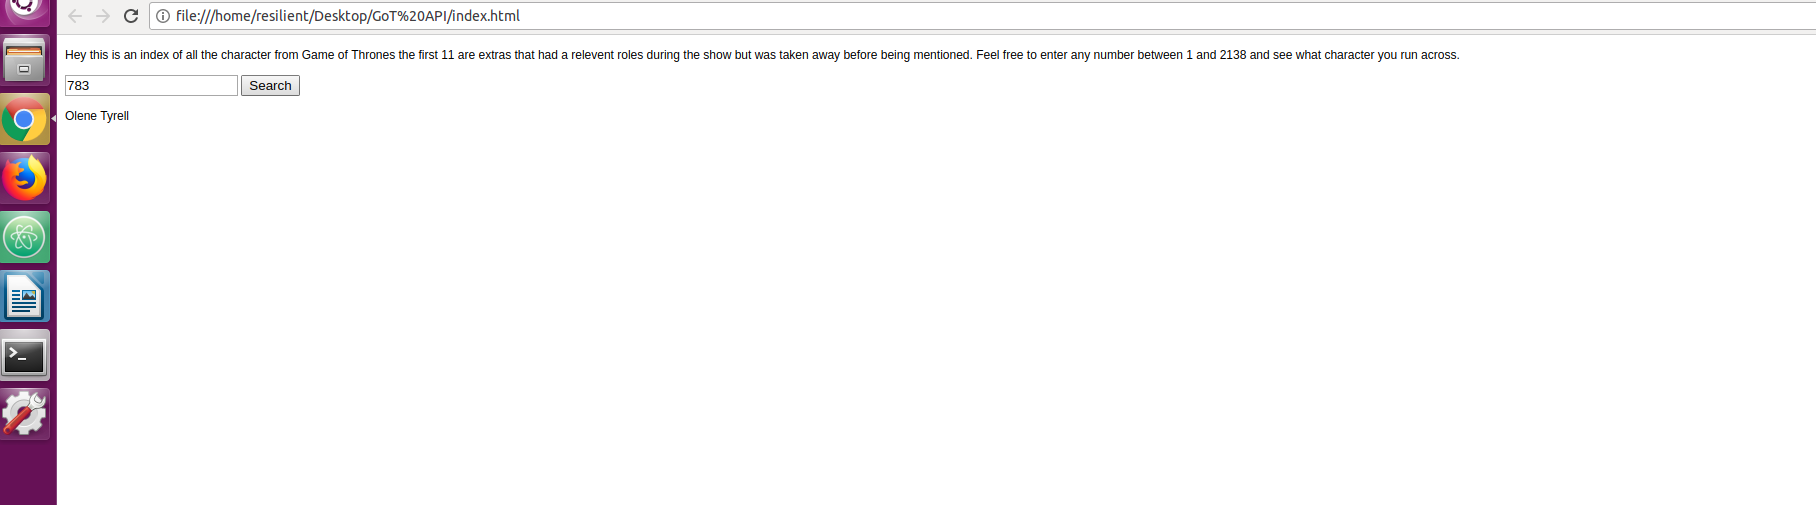 file:///home/resilient/Desktop/GoT%20API/index.html
Hey this is an index of all the character from Game of Thrones the first 11 are extras that had a relevent roles during the show but was taken away before being mentioned. Feel free to enter any number between 1 and 2138 and see what character you run across.
783 Search
Olene Tyrell
>_